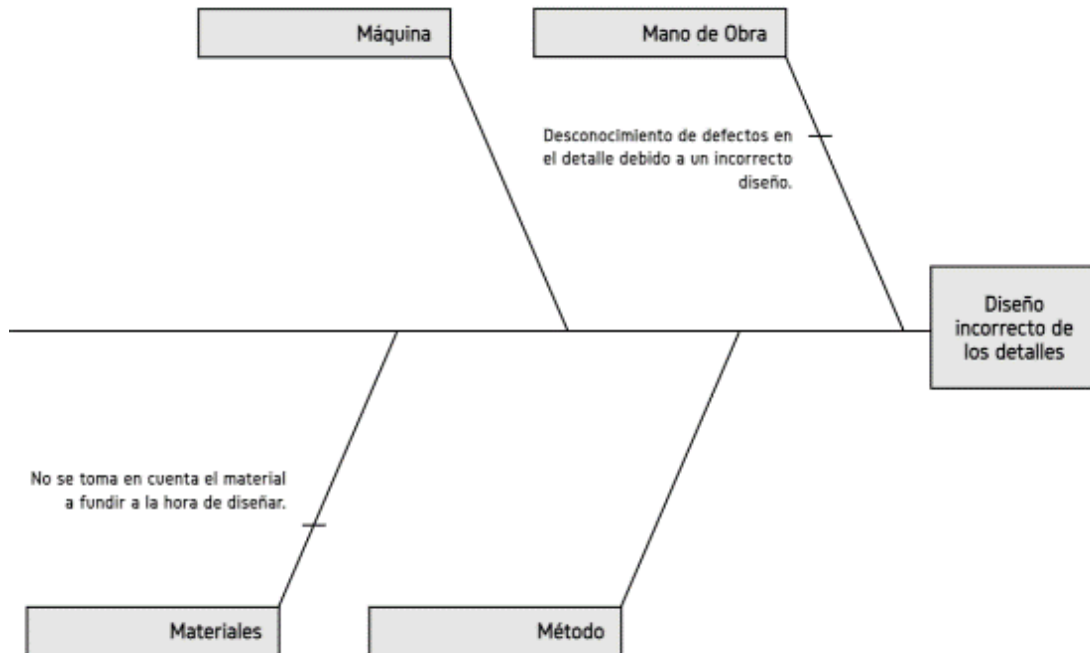 Máquina
Mano de Obra
Desconocimiento de defectos en
el detalle debido a un incorrecto
diseño.
Diseño
incorrecto de
los detalles
No se toma en cuenta el material
a fundir a la hora de diseñar.
Materiales
Método